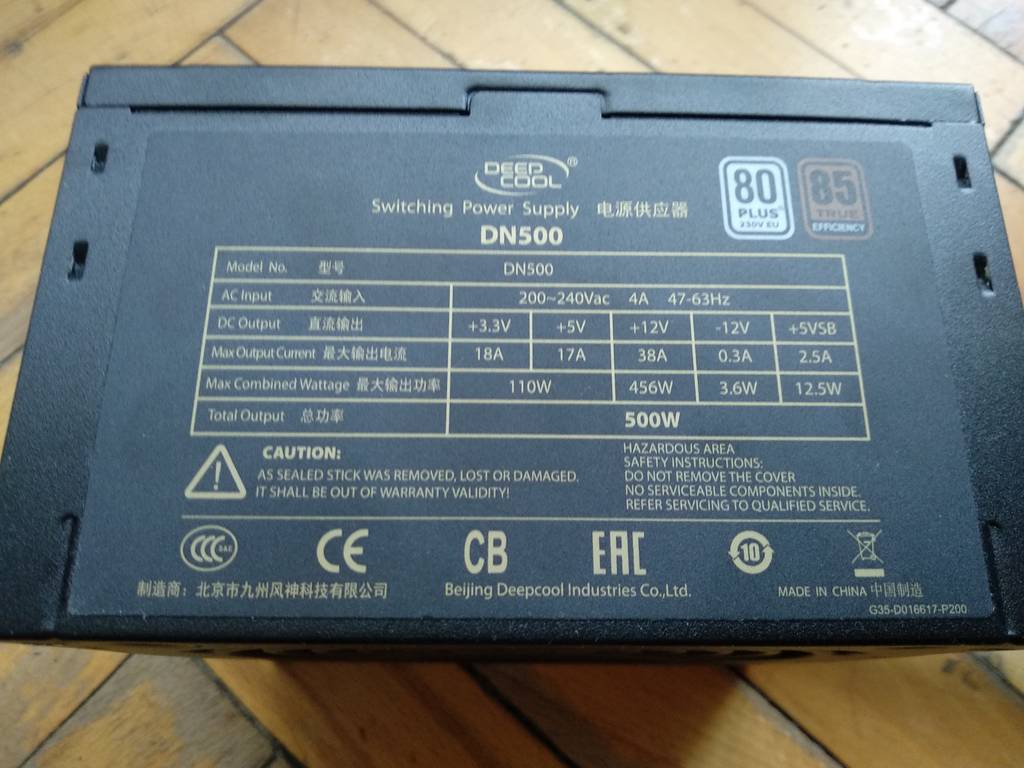 DEEP COOL®
Switching Power Supply 电源供应器
DN500
80 PLUS® 230V EU
85 TRUE EFFICIENCY
Model No. 型号 DN500
AC Input 交流输入 200~240Vac 4A 47-63Hz
DC Output 直流输出 +3.3V +5V +12V -12V +5VSB
Max Output Current 最大输出电流 18A 17A 38A 0.3A 2.5A
Max Combined Wattage 最大输出功率 110W 456W 3.6W 12.5W
Total Output 总功率 500W
CAUTION:
AS SEALED STICK WAS REMOVED, LOST OR DAMAGED.
IT SHALL BE OUT OF WARRANTY VALIDITY!
HAZARDOUS AREA
SAFETY INSTRUCTIONS:
DO NOT REMOVE THE COVER
NO SERVICEABLE COMPONENTS INSIDE.
REFER SERVICING TO QUALIFIED SERVICE.
CCC S&E CE CB EAC 10
制造商：北京市九州风神科技有限公司 Beijing Deepcool Industries Co.,Ltd. MADE IN CHINA 中国制造
G35-D016617-P200